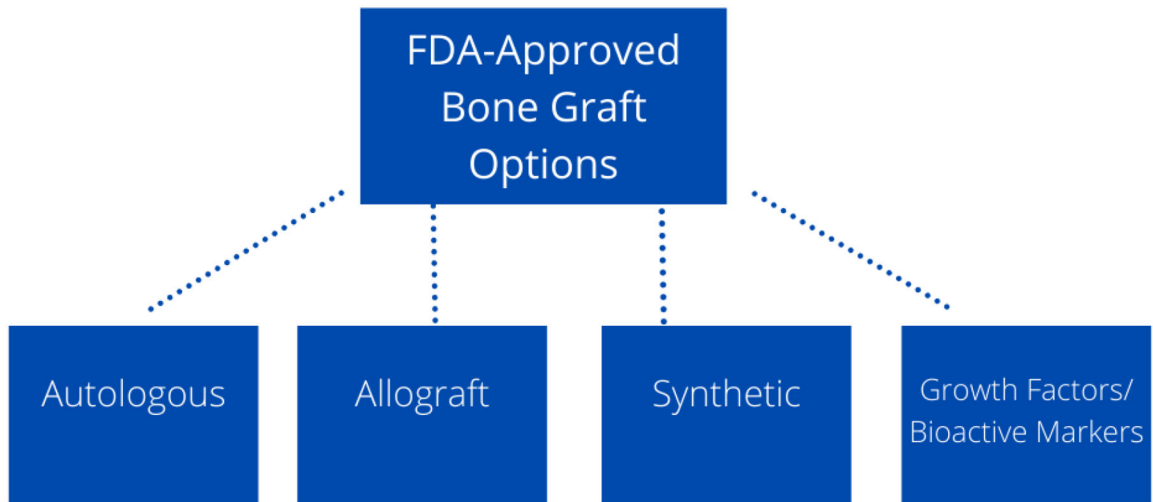 FDA-Approved
Bone Graft
Options
Autologous
Allograft
Synthetic
Growth Factors/
Bioactive Markers